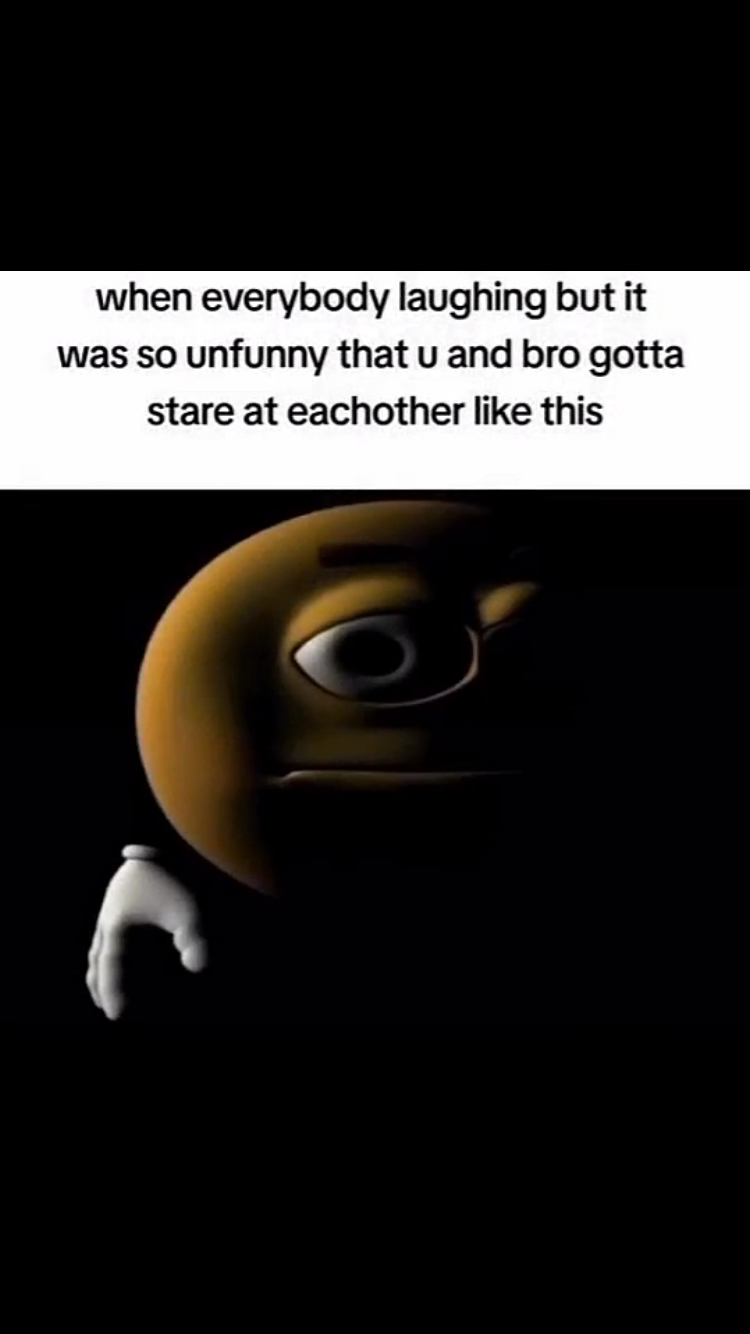 when everybody laughing but it
was so unfunny that u and bro gotta
stare at eachother like this